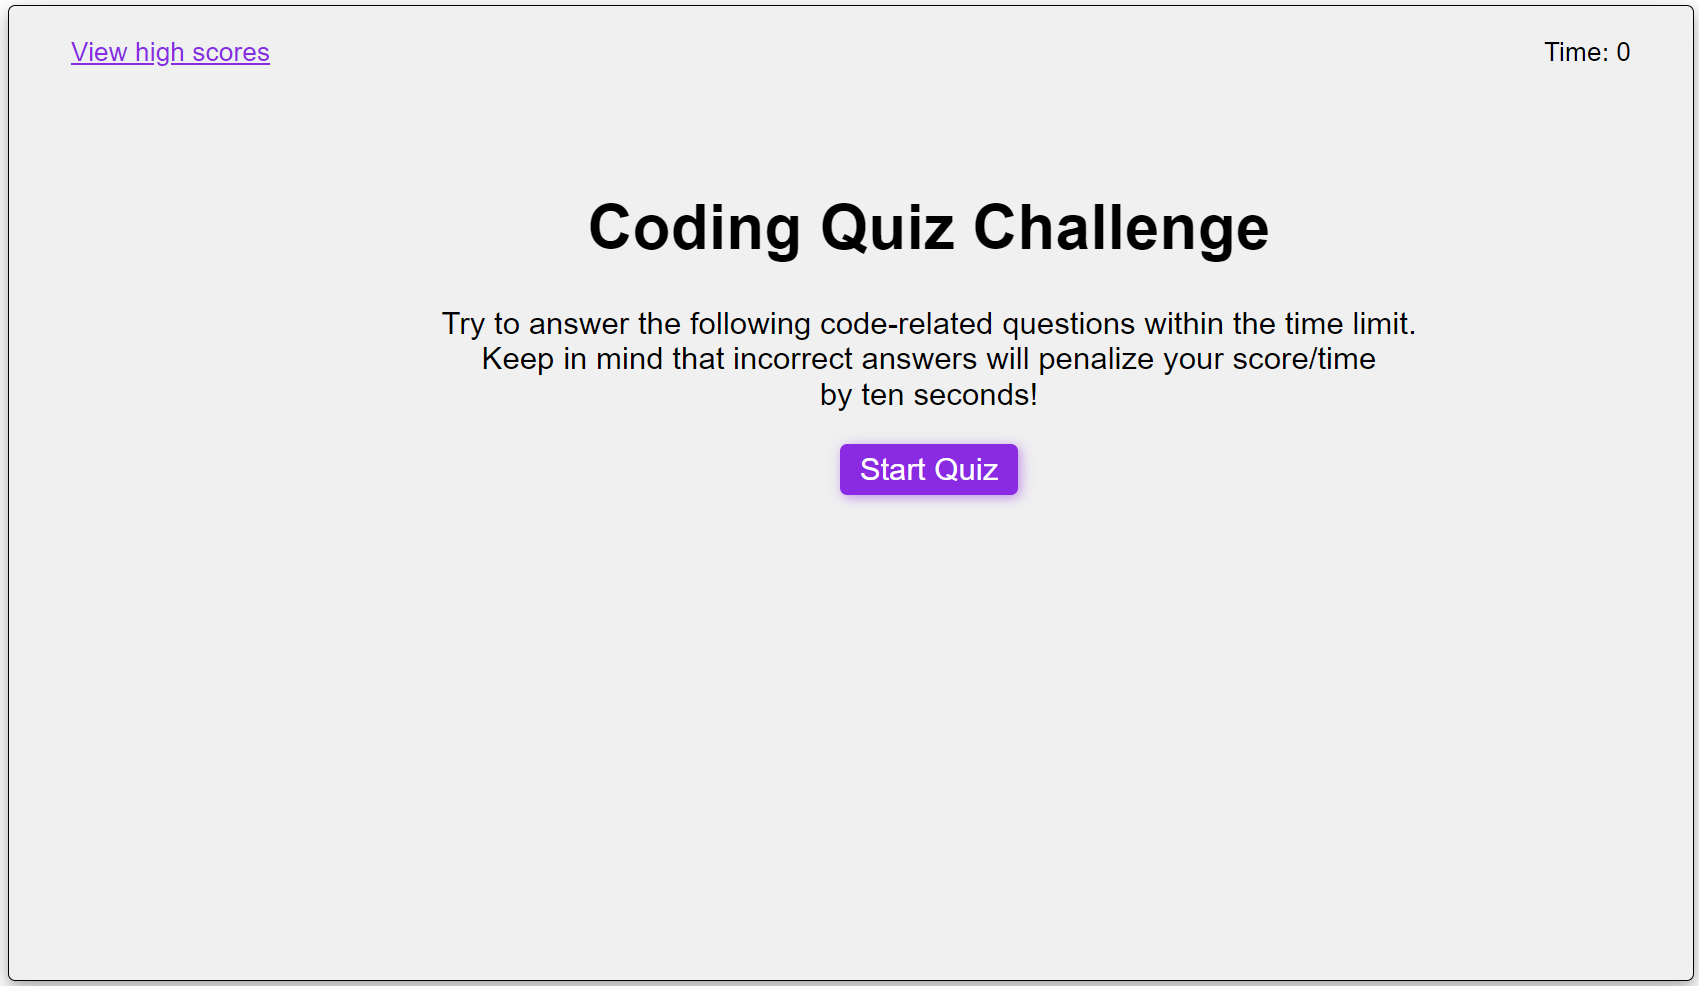 View high scores
Time: 0
Coding Quiz Challenge
Try to answer the following code-related questions within the time limit.
Keep in mind that incorrect answers will penalize your score/time
by ten seconds!
Start Quiz